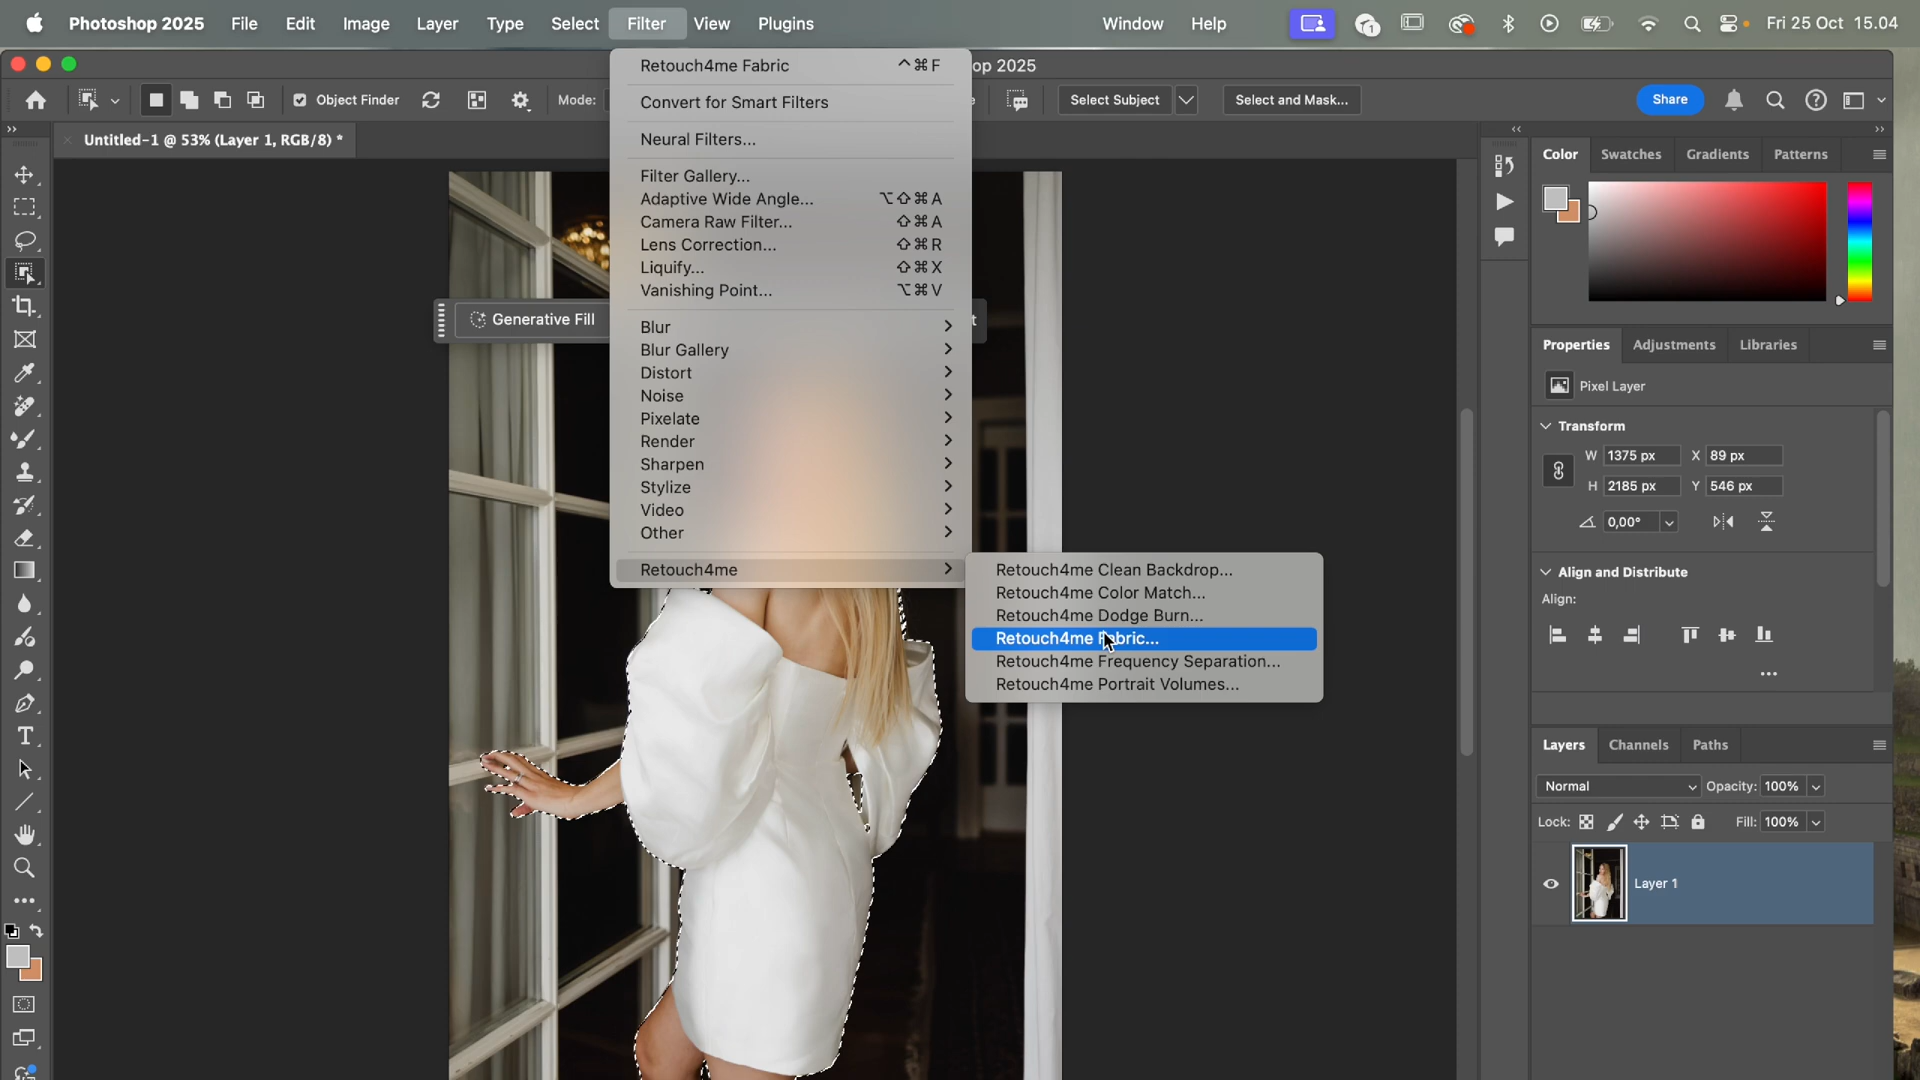 Photoshop 2025 File Edit Image Layer Type Select Filter View Plugins Window Help 1 Fri 25 Oct 15.04
op 2025
Object Finder Mode: e Select Subject Select and Mask... Share
Untitled-1 @ 53% (Layer 1, RGB/8) *
Retouch4me Fabric ^⌘F
Convert for Smart Filters
Neural Filters...
Filter Gallery...
Adaptive Wide Angle... ⌥⇧⌘A
Camera Raw Filter... ⇧⌘A
Lens Correction... ⇧⌘R
Liquify... ⇧⌘X
Vanishing Point... ⌥⌘V
Blur
Blur Gallery
Distort
Noise
Pixelate
Render
Sharpen
Stylize
Video
Other
Retouch4me
Retouch4me Clean Backdrop...
Retouch4me Color Match...
Retouch4me Dodge Burn...
Retouch4me Fabric...
Retouch4me Frequency Separation...
Retouch4me Portrait Volumes...
Generative Fill t
Color Swatches Gradients Patterns
Properties Adjustments Libraries
Pixel Layer
Transform
W 1375 px X 89 px
H 2185 px Y 546 px
0,00°
Align and Distribute
Align:
Layers Channels Paths
Normal Opacity: 100%
Lock: Fill: 100%
Layer 1